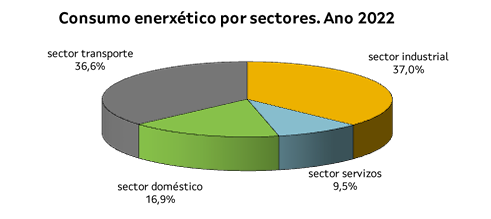 Consumo enerxético por sectores. Ano 2022
sector transporte
36,6%
sector industrial
37,0%
sector doméstico
16,9%
sector servizos
9,5%